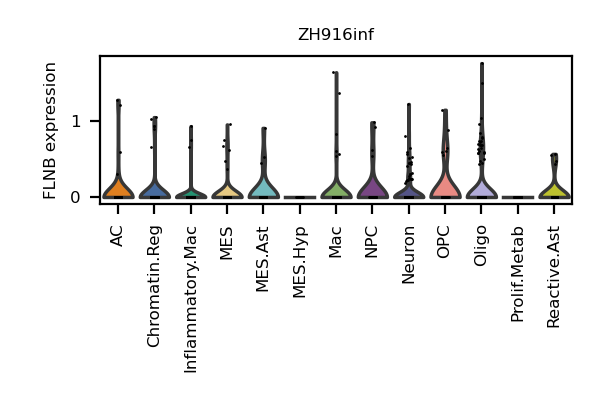 ZH916inf
FLNB expression
1
0
AC
Chromatin.Reg
Inflammatory.Mac
MES
MES.Ast
MES.Hyp
Mac
NPC
Neuron
OPC
Oligo
Prolif.Metab
Reactive.Ast